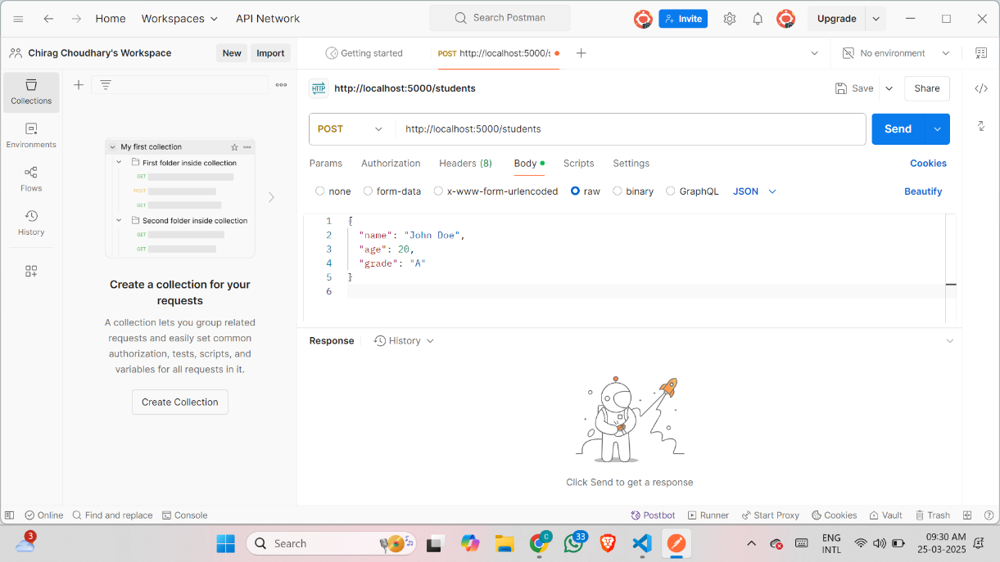 Home Workspaces API Network Search Postman Invite Upgrade
Chirag Choudhary's Workspace New Import Getting started POST http://localhost:5000/s No environment
Collections
Environments
Flows
History
My first collection
First folder inside collection
GET
POST
GET
Second folder inside collection
GET
GET
Create a collection for your
requests
A collection lets you group related
requests and easily set common
authorization, tests, scripts, and
variables for all requests in it.
Create Collection
HTTP http://localhost:5000/students Save Share
POST http://localhost:5000/students Send
Params Authorization Headers (8) Body Scripts Settings Cookies
none form-data x-www-form-urlencoded raw binary GraphQL JSON Beautify
1 {
2 "name": "John Doe",
3 "age": 20,
4 "grade": "A"
5 }
6
Response History
Click Send to get a response
Online Find and replace Console Postbot Runner Start Proxy Cookies Vault Trash
3 Search C 33 ENG 09:30 AM
INTL 25-03-2025